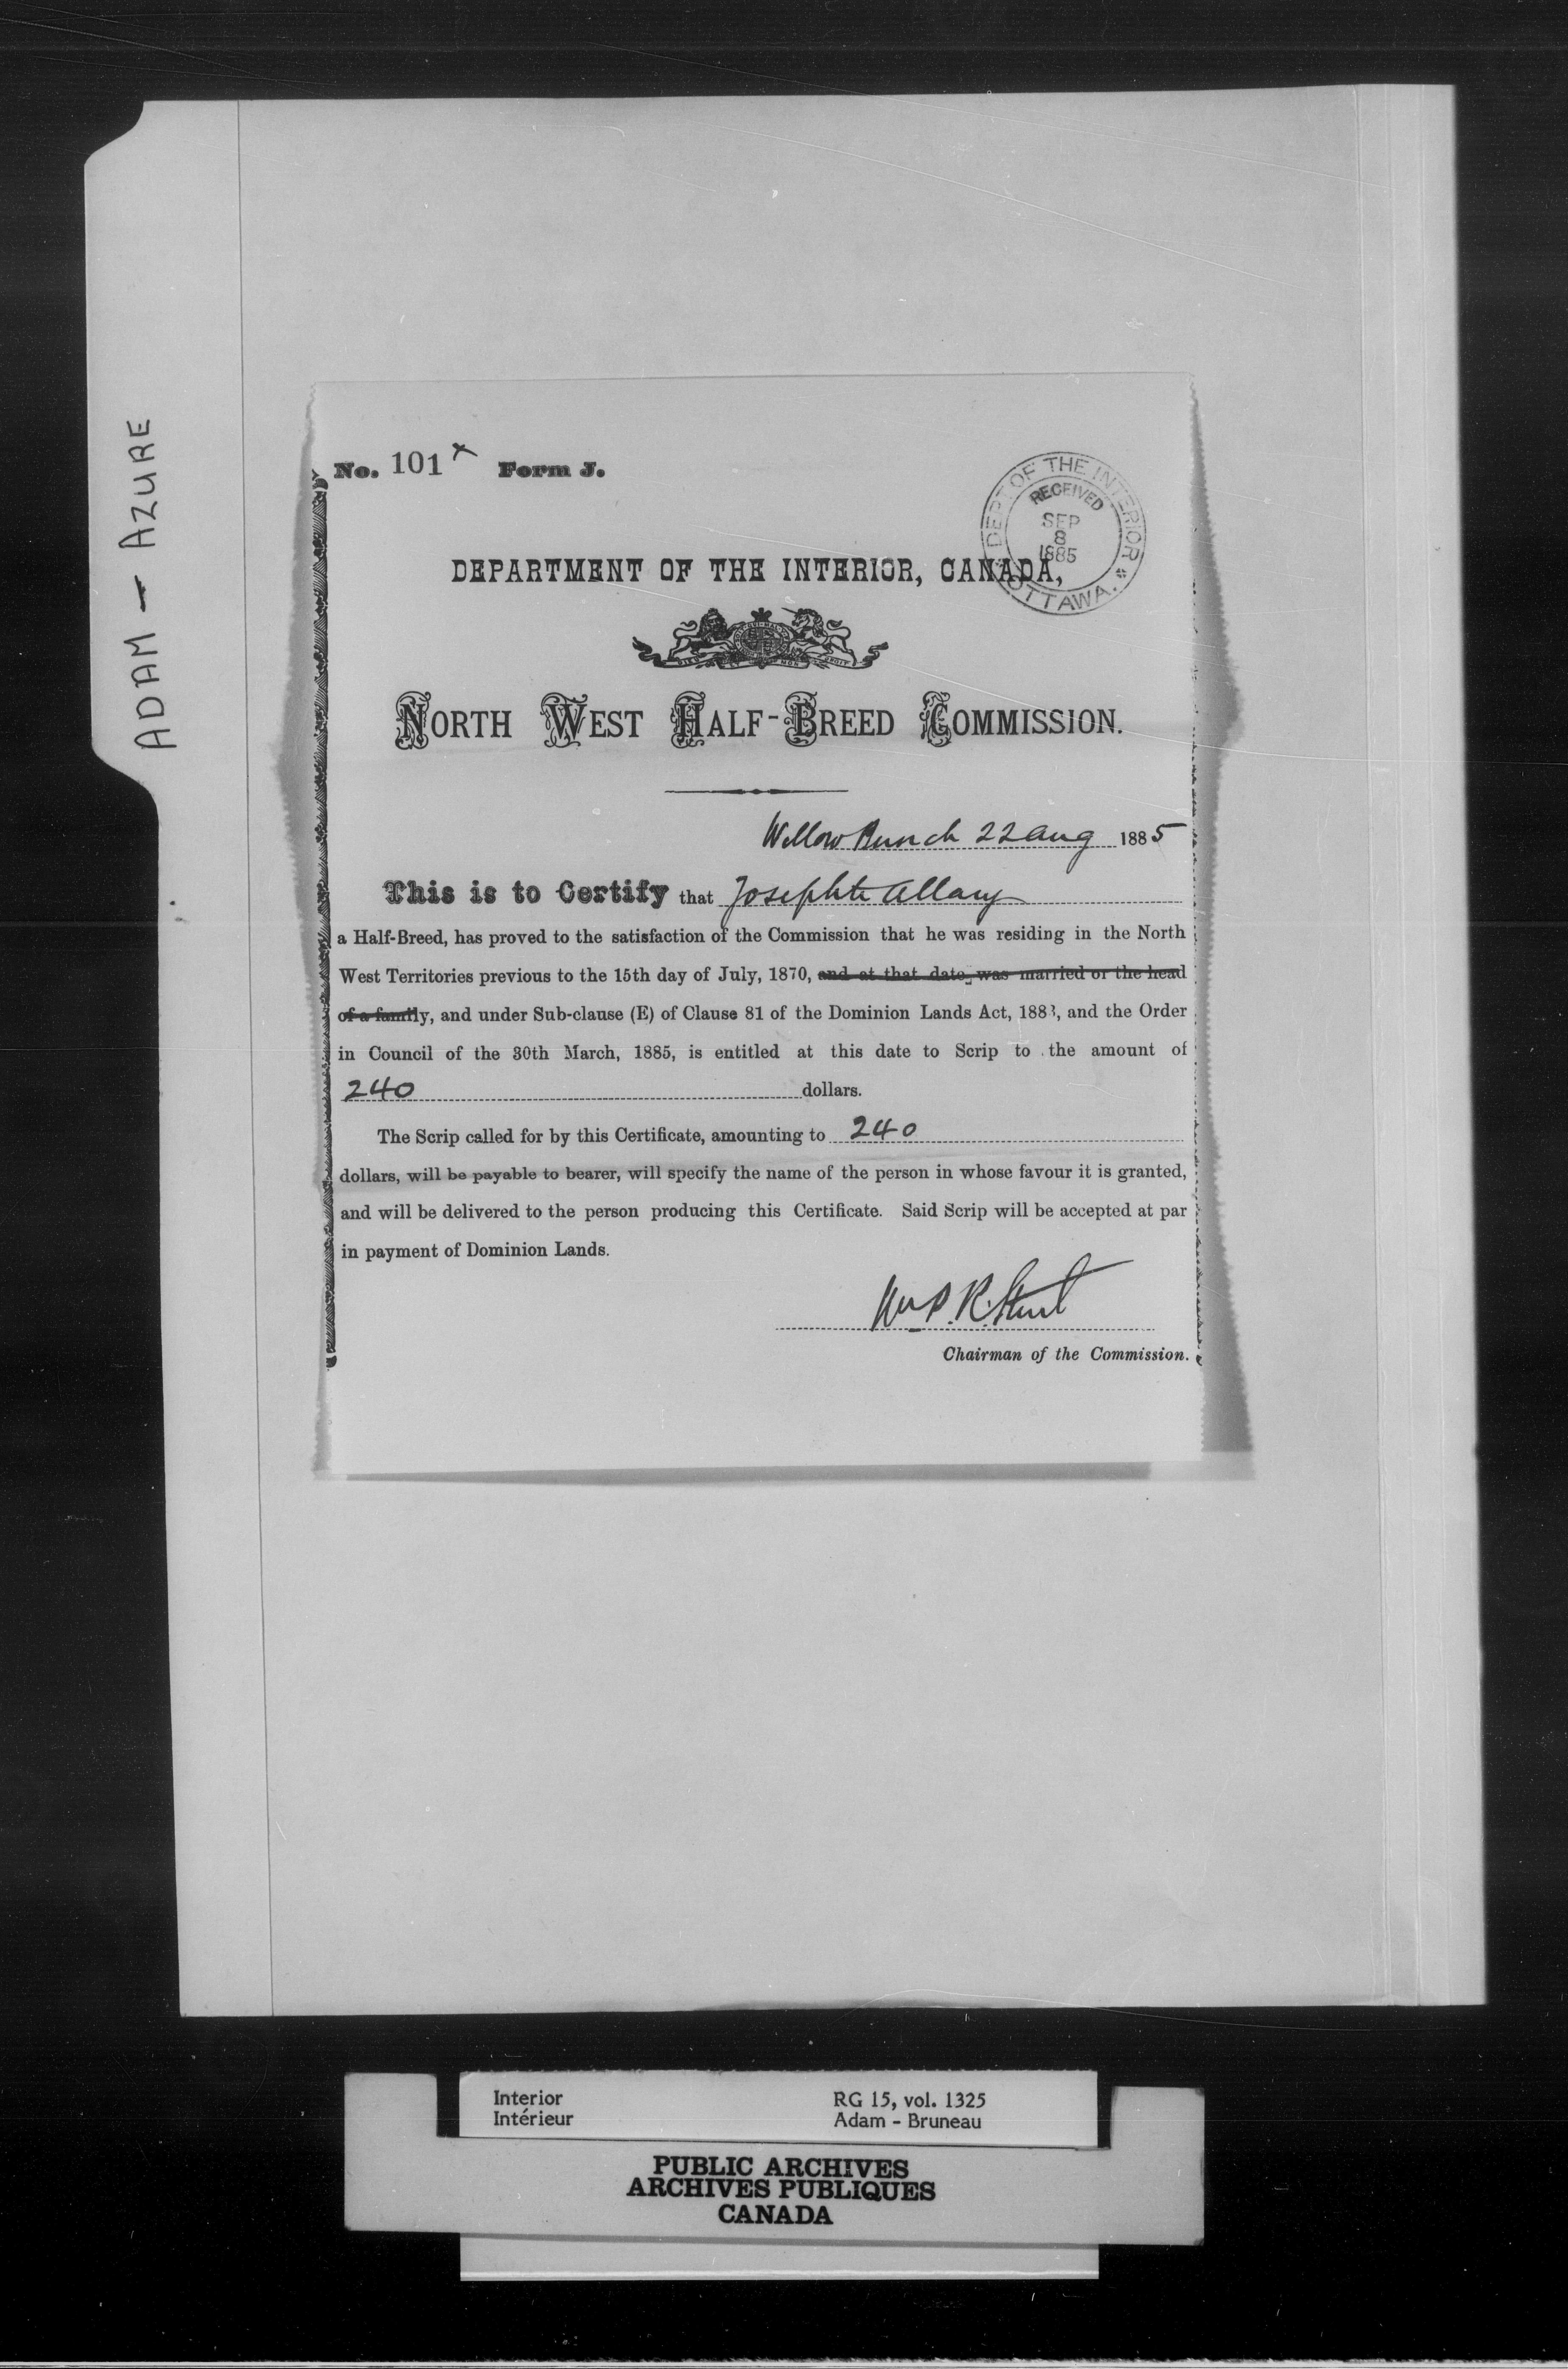 ADAM - AZURE
No. 101 x Form J.
DEPT OF THE INTERIOR
RECEIVED
SEP
8
1885
OTTAWA.
DEPARTMENT OF THE INTERIOR, CANADA,
NORTH WEST HALF-BREED COMMISSION.
Willow Bunch 22 Aug 1885
This is to Certify that Josephte Allary
a Half-Breed, has proved to the satisfaction of the Commission that he was residing in the North
West Territories previous to the 15th day of July, 1870, and at that date, was married or the head
of a family, and under Sub-clause (E) of Clause 81 of the Dominion Lands Act, 1883, and the Order
in Council of the 30th March, 1885, is entitled at this date to Scrip to the amount of
240 dollars.
The Scrip called for by this Certificate, amounting to 240
dollars, will be payable to bearer, will specify the name of the person in whose favour it is granted,
and will be delivered to the person producing this Certificate. Said Scrip will be accepted at par
in payment of Dominion Lands.
Wm P. R. Street
Chairman of the Commission.
Interior RG 15, vol. 1325
Intérieur Adam - Bruneau
PUBLIC ARCHIVES
ARCHIVES PUBLIQUES
CANADA